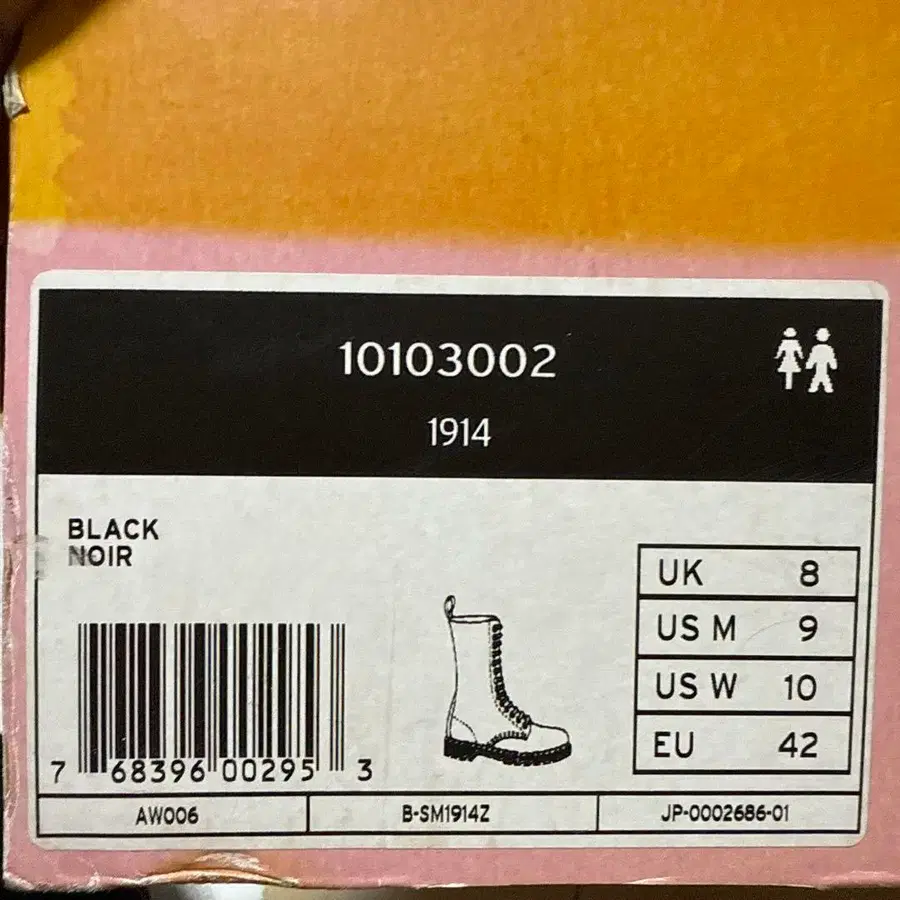 10103002
1914
BLACK
NOIR
UK 8
US M 9
US W 10
EU 42
7 68396 00295 3
AW006 B-SM1914Z JP-0002686-01